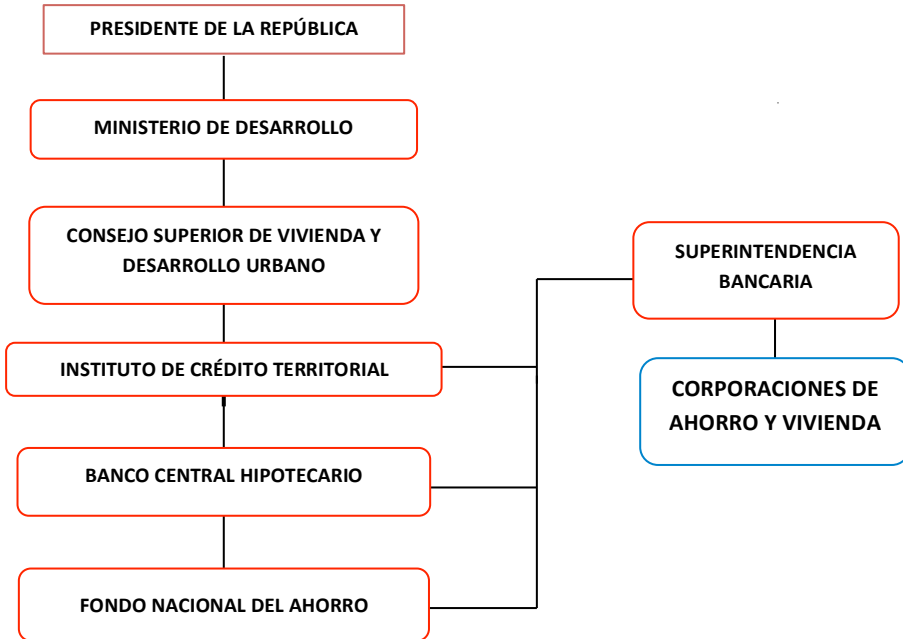 PRESIDENTE DE LA REPÚBLICA
MINISTERIO DE DESARROLLO
CONSEJO SUPERIOR DE VIVIENDA Y
DESARROLLO URBANO
INSTITUTO DE CRÉDITO TERRITORIAL
BANCO CENTRAL HIPOTECARIO
FONDO NACIONAL DEL AHORRO
SUPERINTENDENCIA
BANCARIA
CORPORACIONES DE
AHORRO Y VIVIENDA